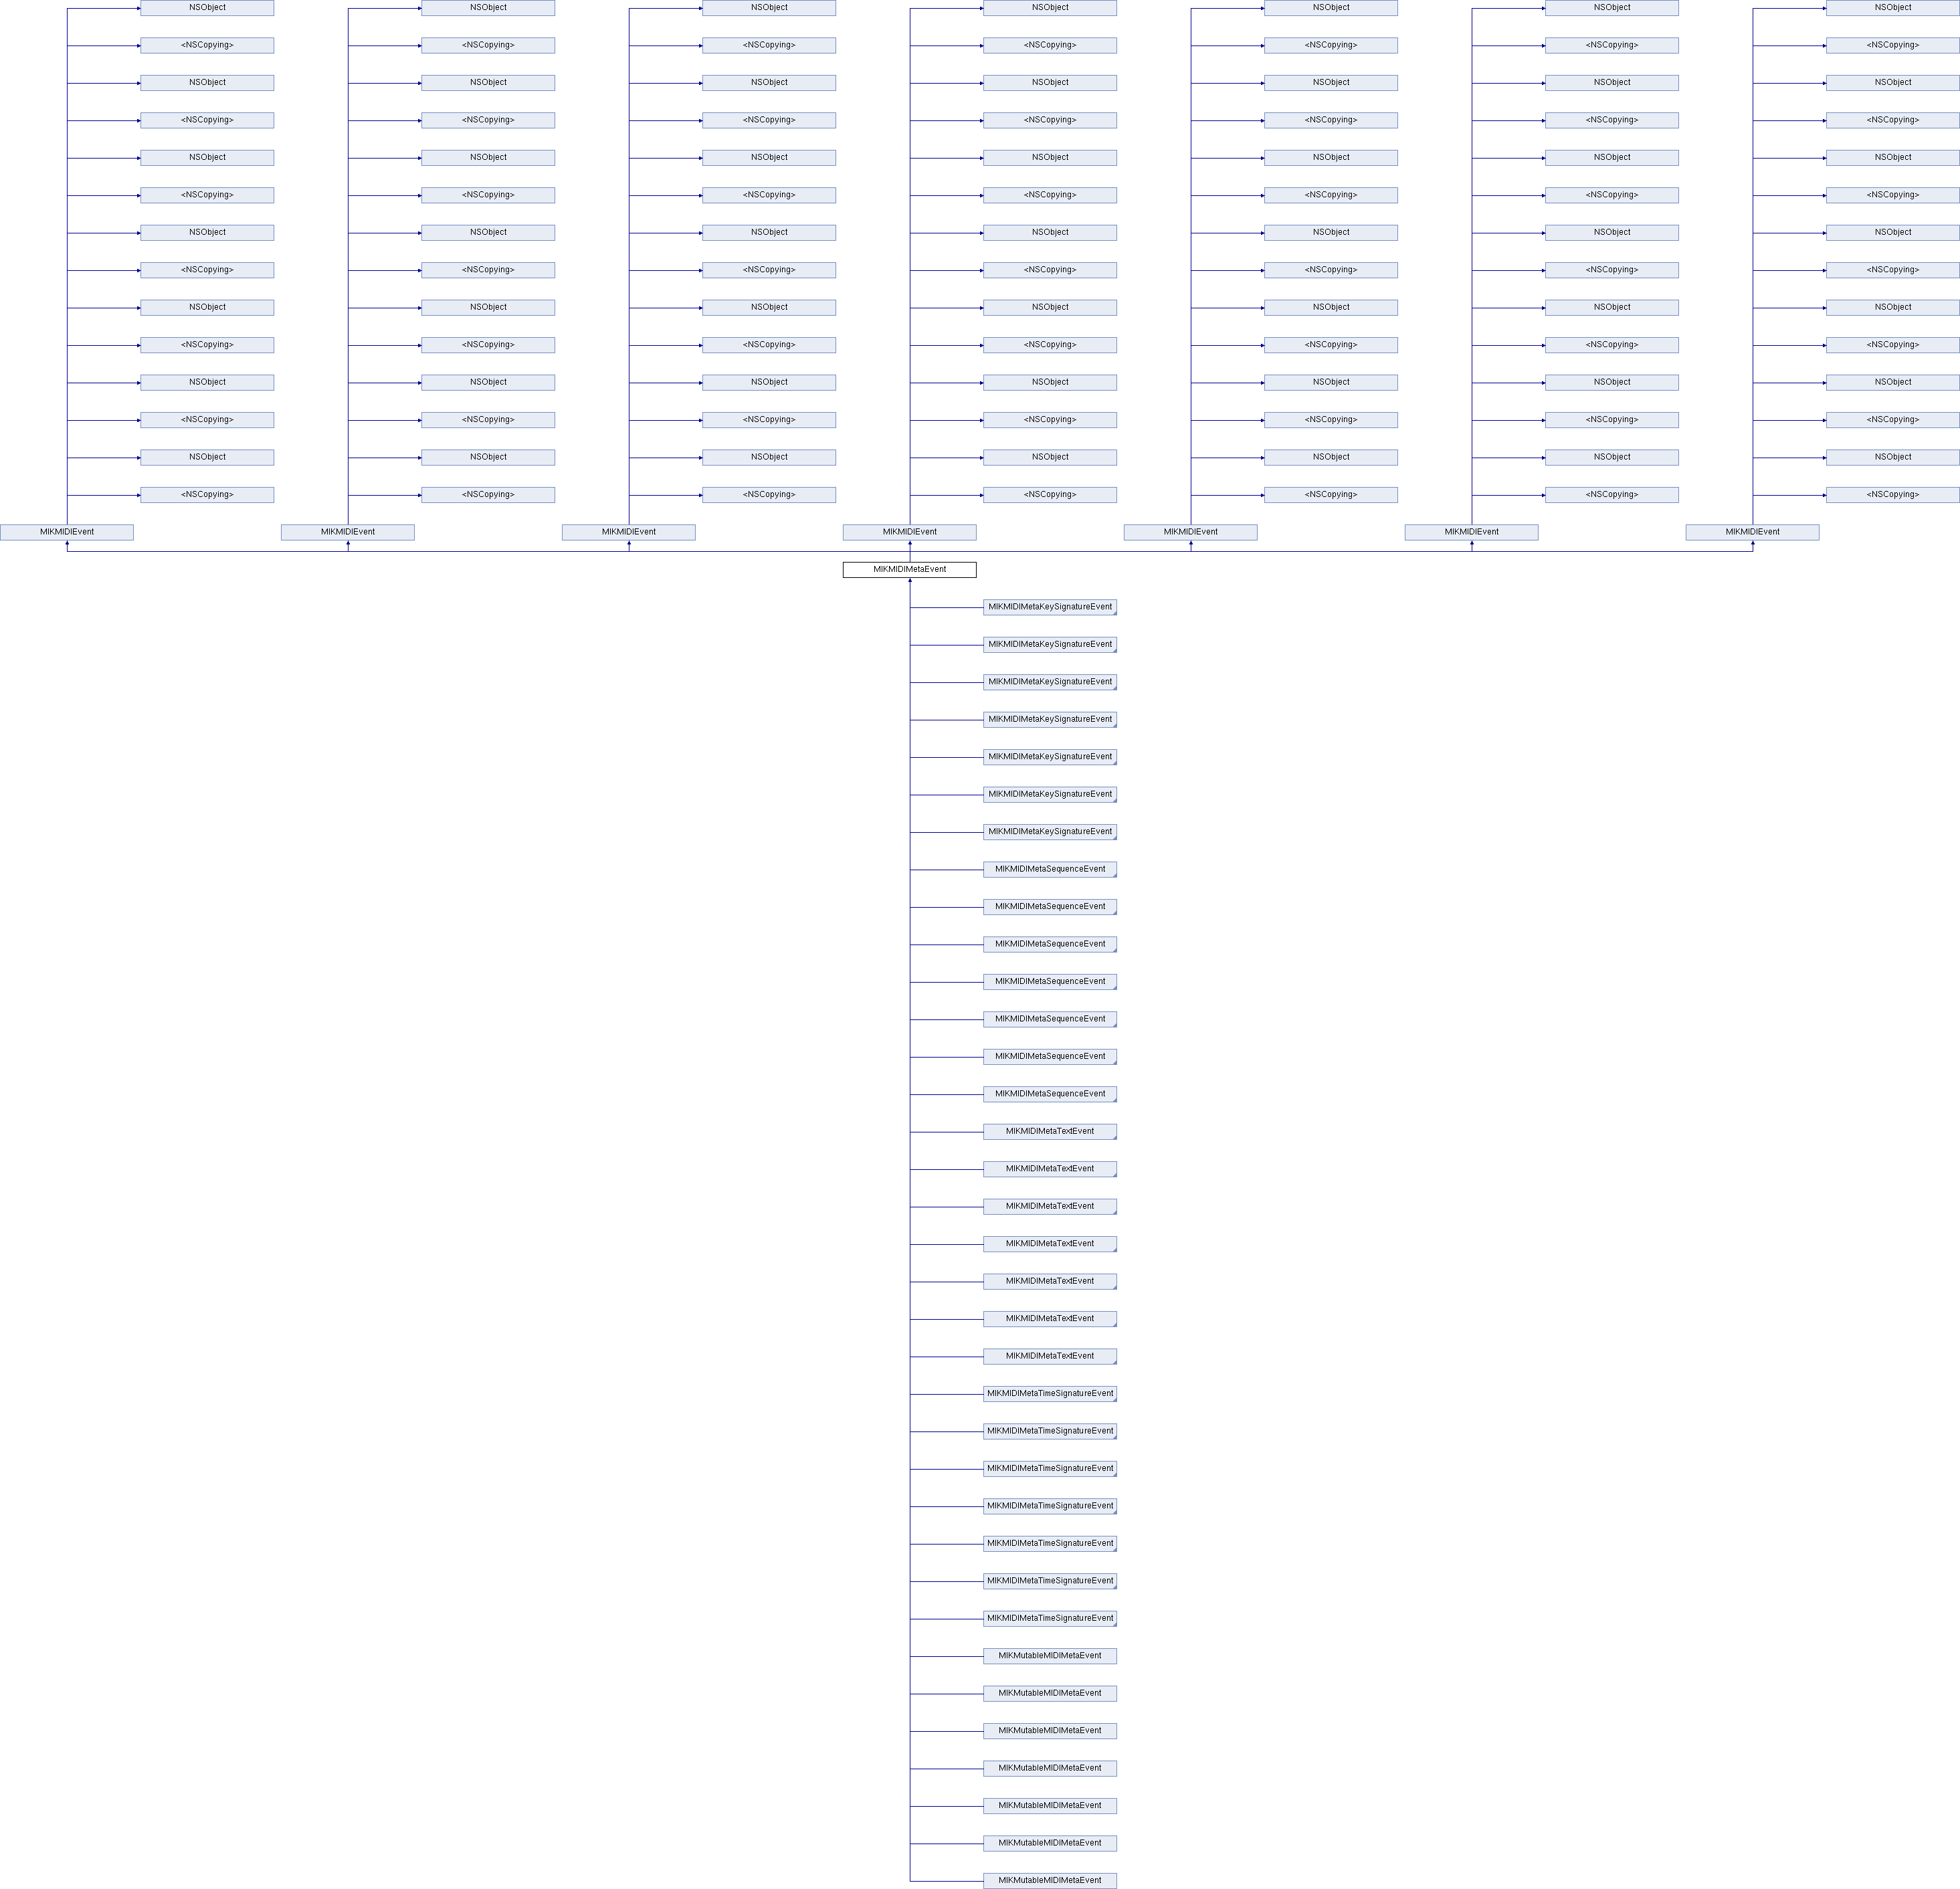 NSObject NSObject NSObject NSObject NSObject NSObject NSObject
<NSCopying> <NSCopying> <NSCopying> <NSCopying> <NSCopying> <NSCopying> <NSCopying>
NSObject NSObject NSObject NSObject NSObject NSObject NSObject
<NSCopying> <NSCopying> <NSCopying> <NSCopying> <NSCopying> <NSCopying> <NSCopying>
NSObject NSObject NSObject NSObject NSObject NSObject NSObject
<NSCopying> <NSCopying> <NSCopying> <NSCopying> <NSCopying> <NSCopying> <NSCopying>
NSObject NSObject NSObject NSObject NSObject NSObject NSObject
<NSCopying> <NSCopying> <NSCopying> <NSCopying> <NSCopying> <NSCopying> <NSCopying>
NSObject NSObject NSObject NSObject NSObject NSObject NSObject
<NSCopying> <NSCopying> <NSCopying> <NSCopying> <NSCopying> <NSCopying> <NSCopying>
NSObject NSObject NSObject NSObject NSObject NSObject NSObject
<NSCopying> <NSCopying> <NSCopying> <NSCopying> <NSCopying> <NSCopying> <NSCopying>
NSObject NSObject NSObject NSObject NSObject NSObject NSObject
<NSCopying> <NSCopying> <NSCopying> <NSCopying> <NSCopying> <NSCopying> <NSCopying>
MIKMIDIEvent MIKMIDIEvent MIKMIDIEvent MIKMIDIEvent MIKMIDIEvent MIKMIDIEvent MIKMIDIEvent
MIKMIDIMetaEvent
MIKMIDIMetaKeySignatureEvent
MIKMIDIMetaKeySignatureEvent
MIKMIDIMetaKeySignatureEvent
MIKMIDIMetaKeySignatureEvent
MIKMIDIMetaKeySignatureEvent
MIKMIDIMetaKeySignatureEvent
MIKMIDIMetaKeySignatureEvent
MIKMIDIMetaSequenceEvent
MIKMIDIMetaSequenceEvent
MIKMIDIMetaSequenceEvent
MIKMIDIMetaSequenceEvent
MIKMIDIMetaSequenceEvent
MIKMIDIMetaSequenceEvent
MIKMIDIMetaSequenceEvent
MIKMIDIMetaTextEvent
MIKMIDIMetaTextEvent
MIKMIDIMetaTextEvent
MIKMIDIMetaTextEvent
MIKMIDIMetaTextEvent
MIKMIDIMetaTextEvent
MIKMIDIMetaTextEvent
MIKMIDIMetaTimeSignatureEvent
MIKMIDIMetaTimeSignatureEvent
MIKMIDIMetaTimeSignatureEvent
MIKMIDIMetaTimeSignatureEvent
MIKMIDIMetaTimeSignatureEvent
MIKMIDIMetaTimeSignatureEvent
MIKMIDIMetaTimeSignatureEvent
MIKMutableMIDIMetaEvent
MIKMutableMIDIMetaEvent
MIKMutableMIDIMetaEvent
MIKMutableMIDIMetaEvent
MIKMutableMIDIMetaEvent
MIKMutableMIDIMetaEvent
MIKMutableMIDIMetaEvent